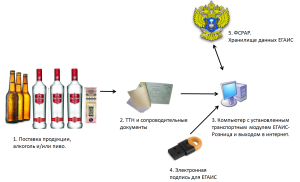 5. ФСРАР.
Хранилище данных ЕГАИС
1. Поставка продукции,
алкоголь и/или пиво.
2. ТТН и сопроводительные
документы
3. Компьютер с установленным
транспортным модулем ЕГАИС-
Розница и выходом в интернет.
4. Электронная
подпись для ЕГАИС